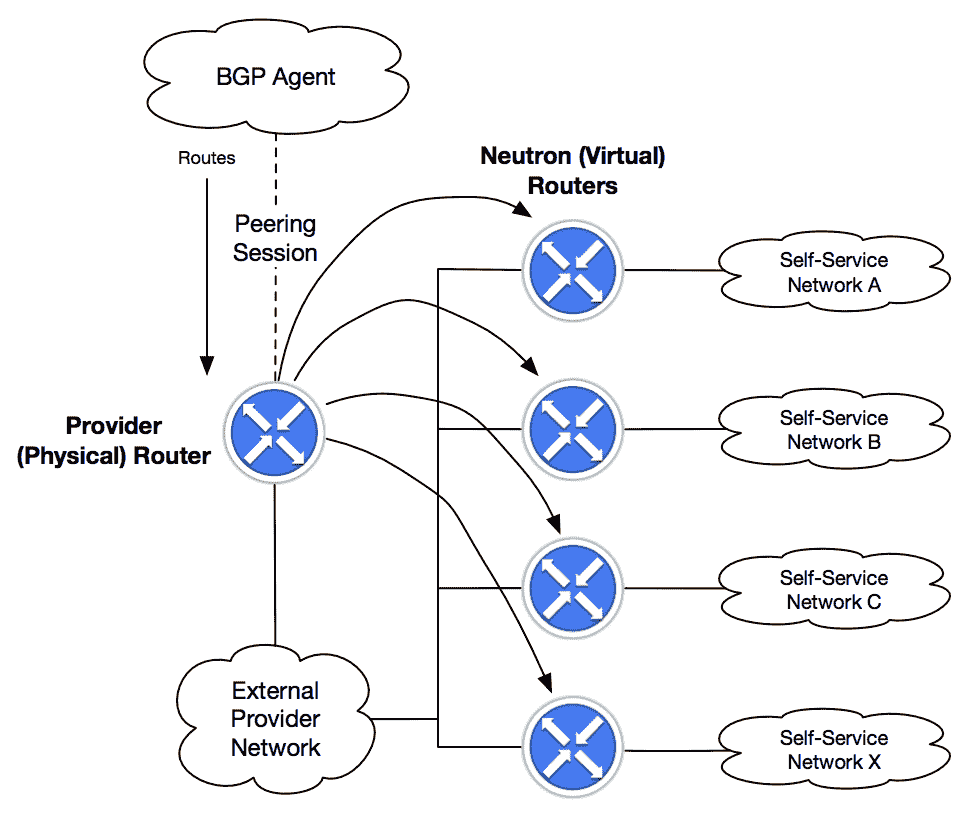 BGP Agent
Routes
Peering
Session
Neutron (Virtual)
Routers
Self-Service
Network A
Self-Service
Network B
Provider
(Physical) Router
Self-Service
Network C
External
Provider
Network
Self-Service
Network X